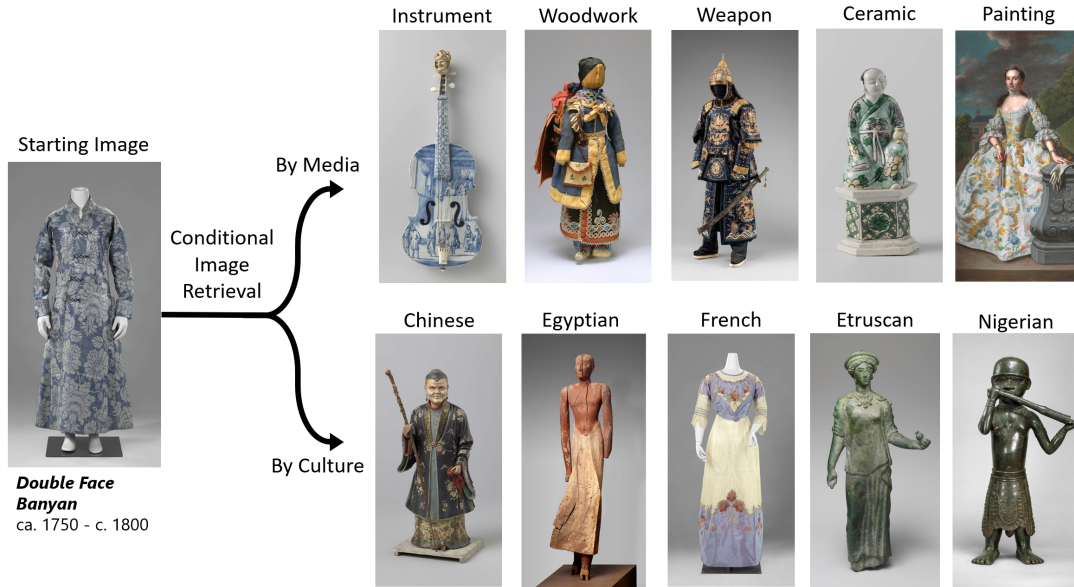 Instrument
Woodwork
Weapon
Ceramic
Painting
Starting Image
By Media
Conditional
Image
Retrieval
Chinese
Egyptian
French
Etruscan
Nigerian
By Culture
Double Face
Banyan
ca. 1750 - c. 1800